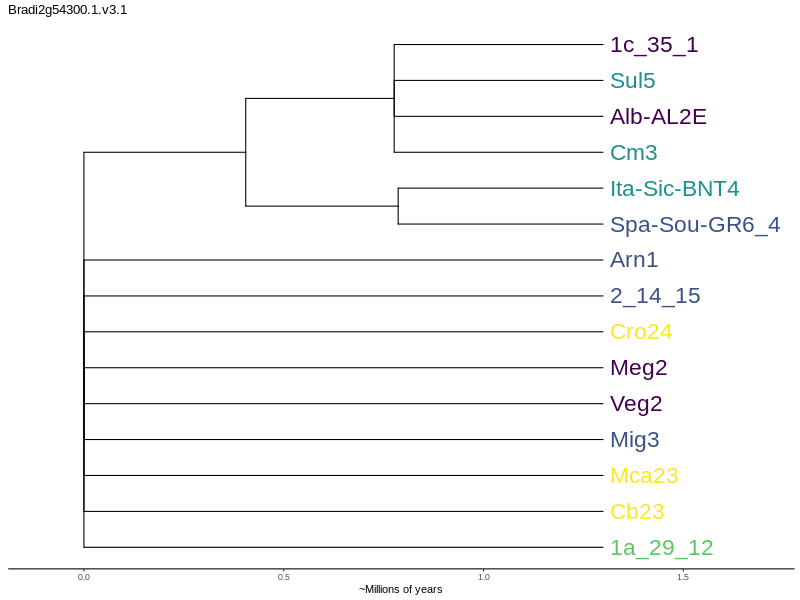 Bradi2g54300.1.v3.1
1c_35_1
Sul5
Alb-AL2E
Cm3
Ita-Sic-BNT4
Spa-Sou-GR6_4
Arn1
2_14_15
Cro24
Meg2
Veg2
Mig3
Mca23
Cb23
1a_29_12
0.0 0.5 1.0 1.5
~Millions of years